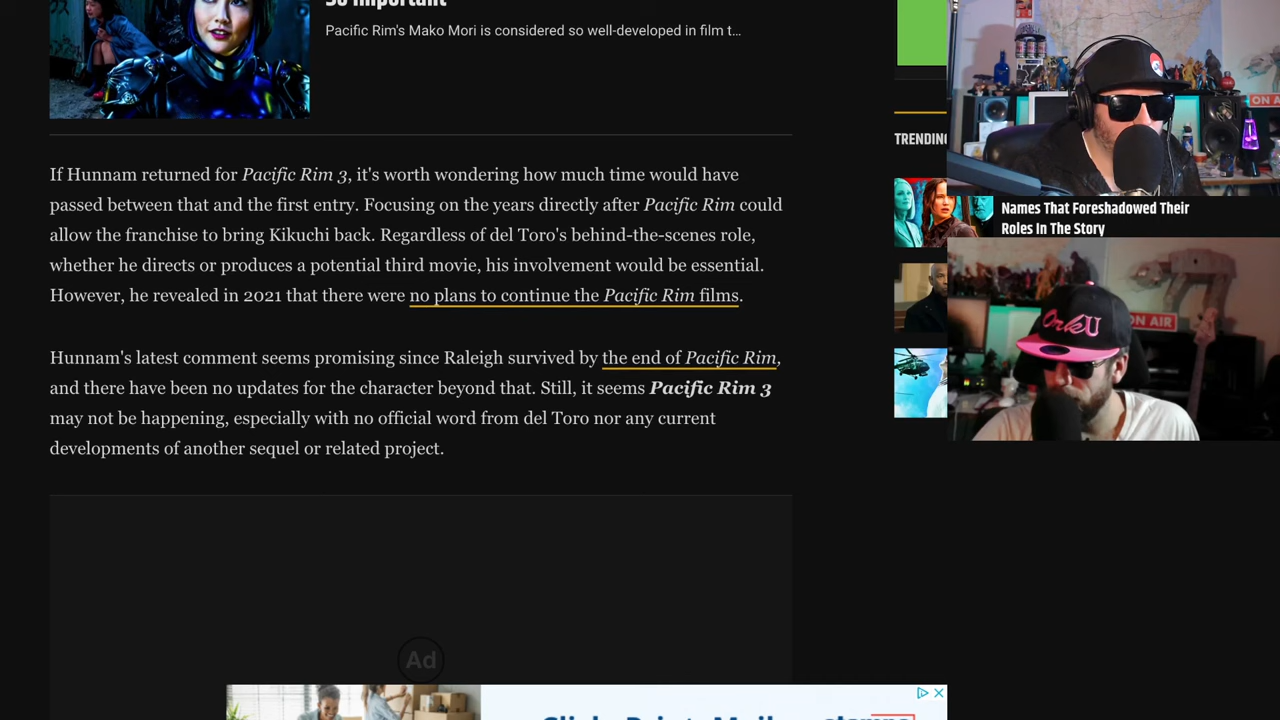 So Important
Pacific Rim's Mako Mori is considered so well-developed in film t...
If Hunnam returned for Pacific Rim 3, it's worth wondering how much time would have
passed between that and the first entry. Focusing on the years directly after Pacific Rim could
allow the franchise to bring Kikuchi back. Regardless of del Toro's behind-the-scenes role,
whether he directs or produces a potential third movie, his involvement would be essential.
However, he revealed in 2021 that there were no plans to continue the Pacific Rim films.
Hunnam's latest comment seems promising since Raleigh survived by the end of Pacific Rim,
and there have been no updates for the character beyond that. Still, it seems Pacific Rim 3
may not be happening, especially with no official word from del Toro nor any current
developments of another sequel or related project.
Ad
TRENDING
ON A
Names That Foreshadowed Their
Roles In The Story
OrkU
ON AIR